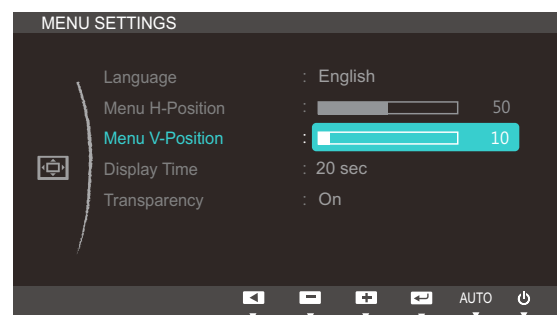 MENU SETTINGS
Language : English
Menu H-Position : 50
Menu V-Position : 10
Display Time : 20 sec
Transparency : On
AUTO